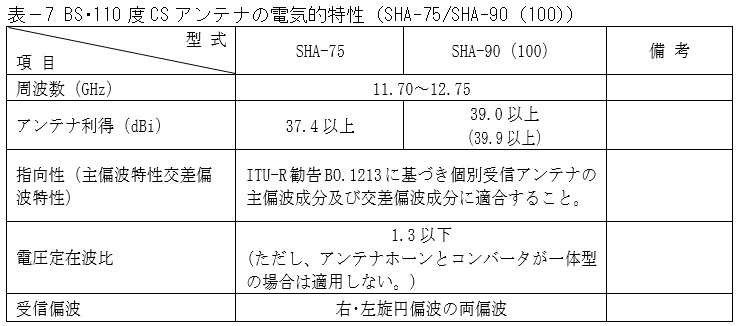 表－7 BS･110 度 CS アンテナの電気的特性（SHA-75/SHA-90（100））
型 式
項 目
SHA-75
SHA-90（100）
備 考
周波数（GHz）
11.70～12.75
アンテナ利得（dBi）
37.4 以上
39.0 以上
(39.9 以上)
指向性（主偏波特性交差偏
波特性）
ITU-R 勧告 BO.1213 に基づき個別受信アンテナの
主偏波成分及び交差偏波成分に適合すること。
電圧定在波比
1.3 以下
(ただし、アンテナホーンとコンバータが一体型
の場合は適用しない。)
受信偏波
右･左旋円偏波の両偏波